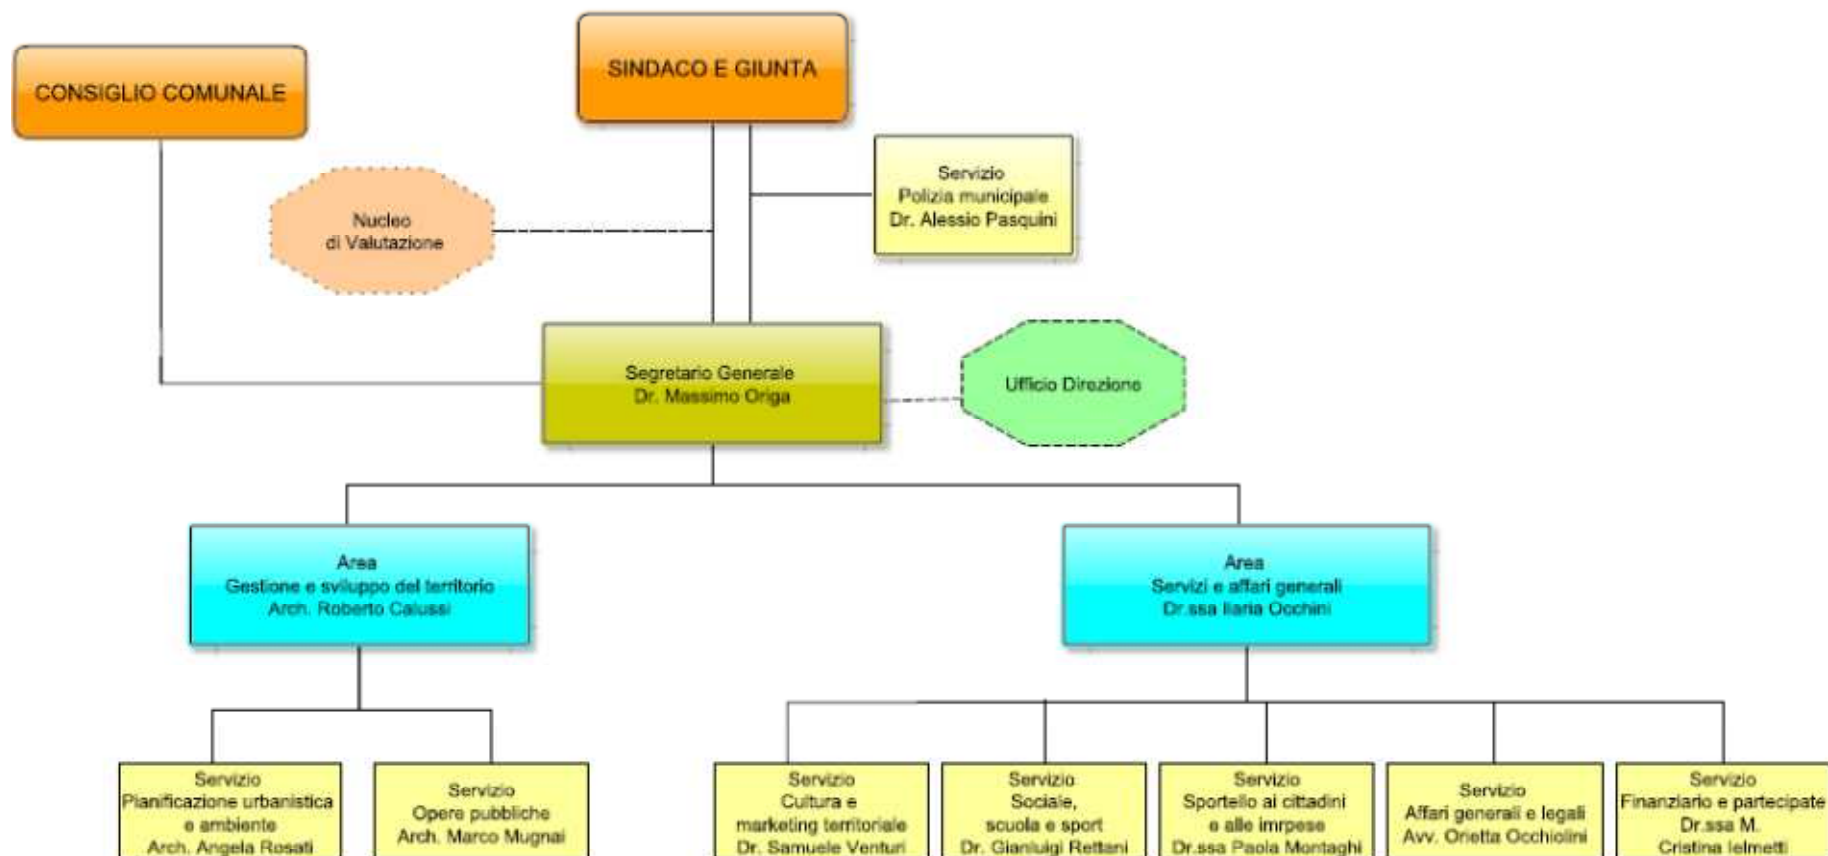 CONSIGLIO COMUNALE
SINDACO E GIUNTA
Servizio
Polizia municipale
Dr. Alessio Pasquini
Nucleo
di Valutazione
Segretario Generale
Dr. Massimo Origa
Ufficio Direzione
Area
Gestione e sviluppo del territorio
Arch. Roberto Calussi
Area
Servizi e affari generali
Dr.ssa Ilaria Occhini
Servizio
Pianificazione urbanistica
e ambiente
Arch. Angela Rosati
Servizio
Opere pubbliche
Arch. Marco Mugnai
Servizio
Cultura e
marketing territoriale
Dr. Samuele Venturi
Servizio
Sociale,
scuola e sport
Dr. Gianluigi Rettani
Servizio
Sportello ai cittadini
e alle imrpese
Dr.ssa Paola Montaghi
Servizio
Affari generali e legali
Avv. Orietta Occhiolini
Servizio
Finanziario e partecipate
Dr.ssa M.
Cristina Ielmetti